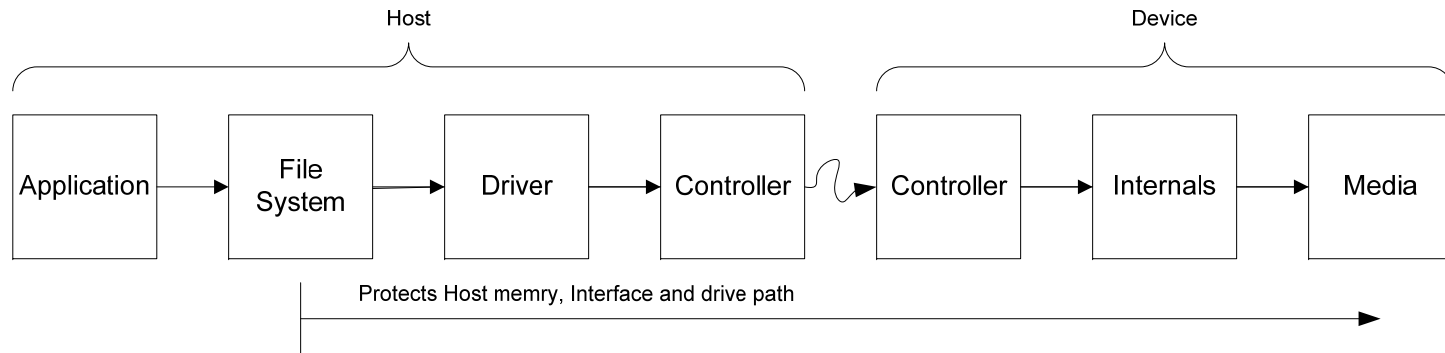 Host
Device
Application
File
System
Driver
Controller
Controller
Internals
Media
Protects Host memry, Interface and drive path